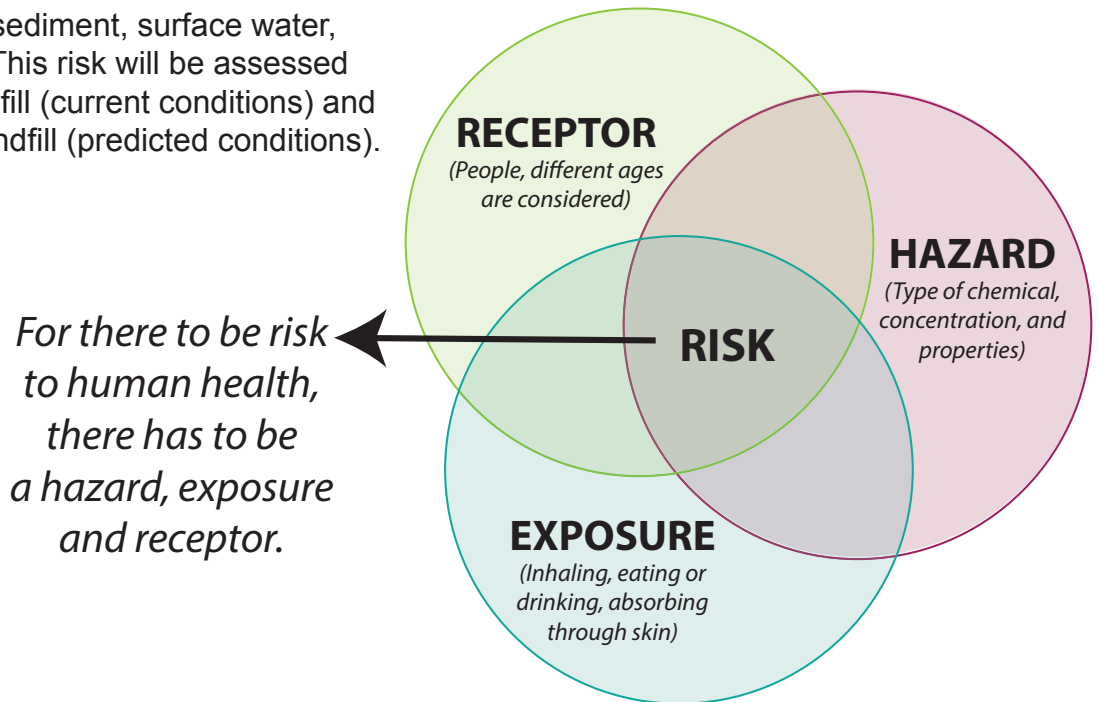 sediment, surface water,
This risk will be assessed
fill (current conditions) and
ndfill (predicted conditions).
RECEPTOR
(People, different ages
are considered)
HAZARD
(Type of chemical,
concentration, and
properties)
For there to be risk
to human health,
there has to be
a hazard, exposure
and receptor.
RISK
EXPOSURE
(Inhaling, eating or
drinking, absorbing
through skin)